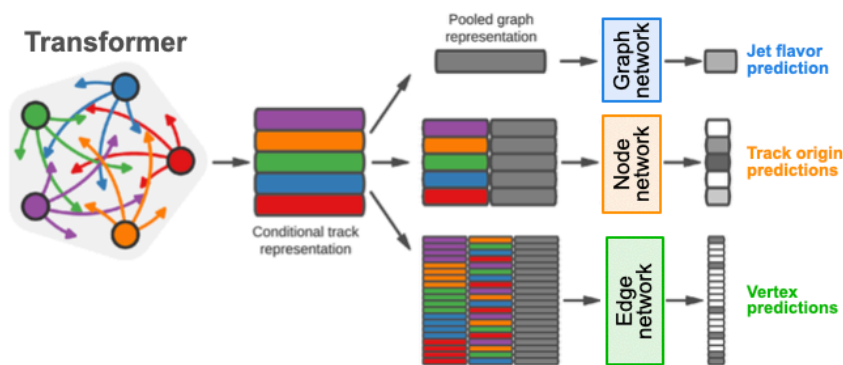 Transformer
Conditional track
representation
Pooled graph
representation
Graph
network
Jet flavor
prediction
Node
network
Track origin
predictions
Edge
network
Vertex
predictions